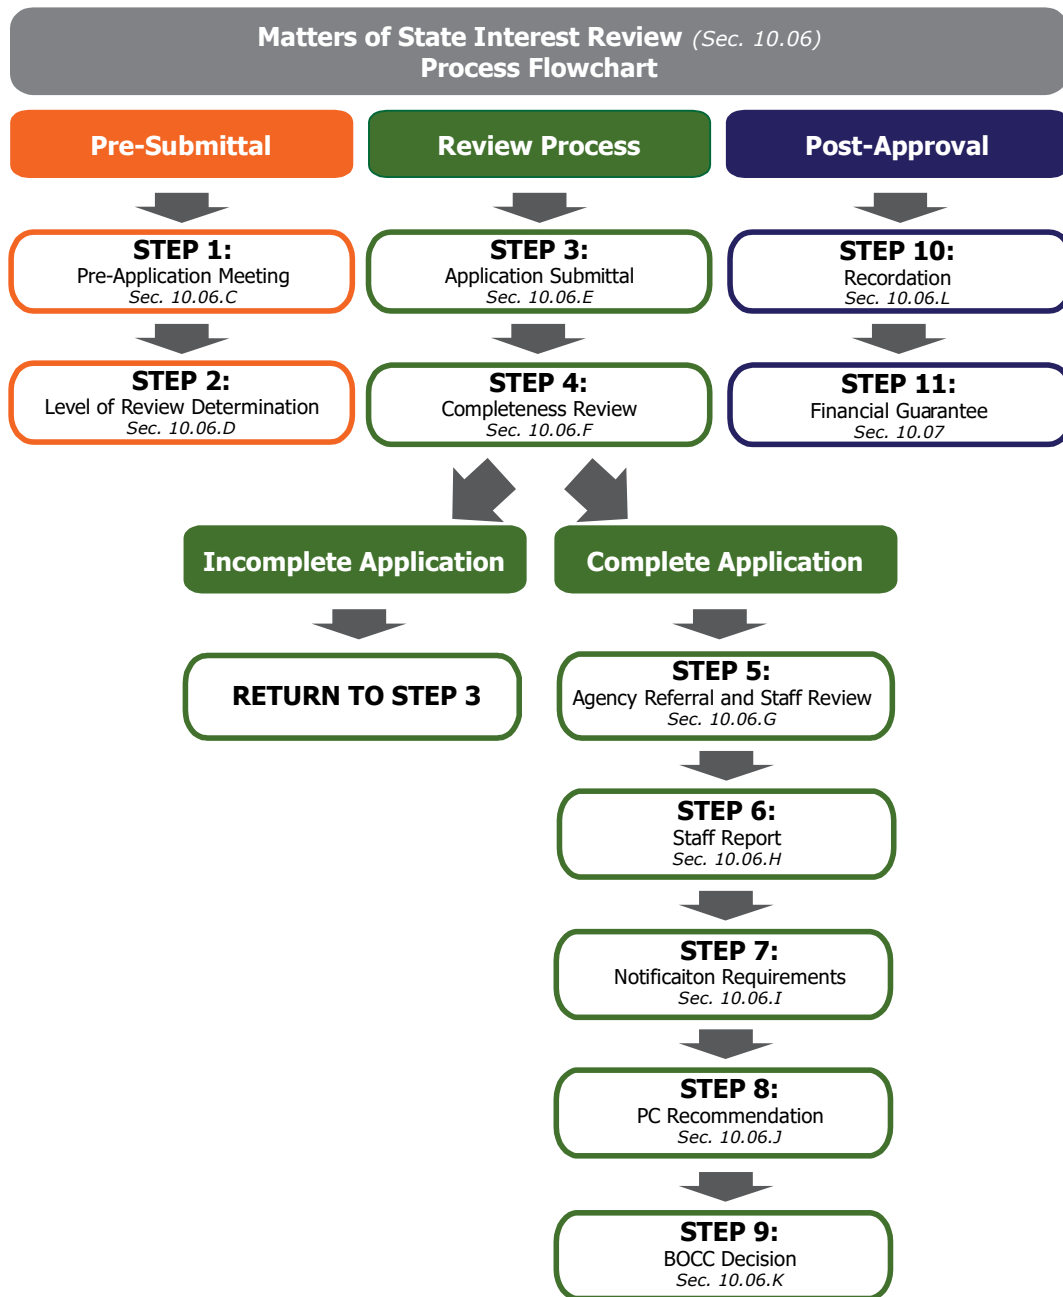 Matters of State Interest Review (Sec. 10.06)
Process Flowchart
Pre-Submittal
Review Process
Post-Approval
STEP 1:
Pre-Application Meeting
Sec. 10.06.C
STEP 3:
Application Submittal
Sec. 10.06.E
STEP 10:
Recordation
Sec. 10.06.L
STEP 2:
Level of Review Determination
Sec. 10.06.D
STEP 4:
Completeness Review
Sec. 10.06.F
STEP 11:
Financial Guarantee
Sec. 10.07
Incomplete Application
Complete Application
RETURN TO STEP 3
STEP 5:
Agency Referral and Staff Review
Sec. 10.06.G
STEP 6:
Staff Report
Sec. 10.06.H
STEP 7:
Notificaiton Requirements
Sec. 10.06.I
STEP 8:
PC Recommendation
Sec. 10.06.J
STEP 9:
BOCC Decision
Sec. 10.06.K